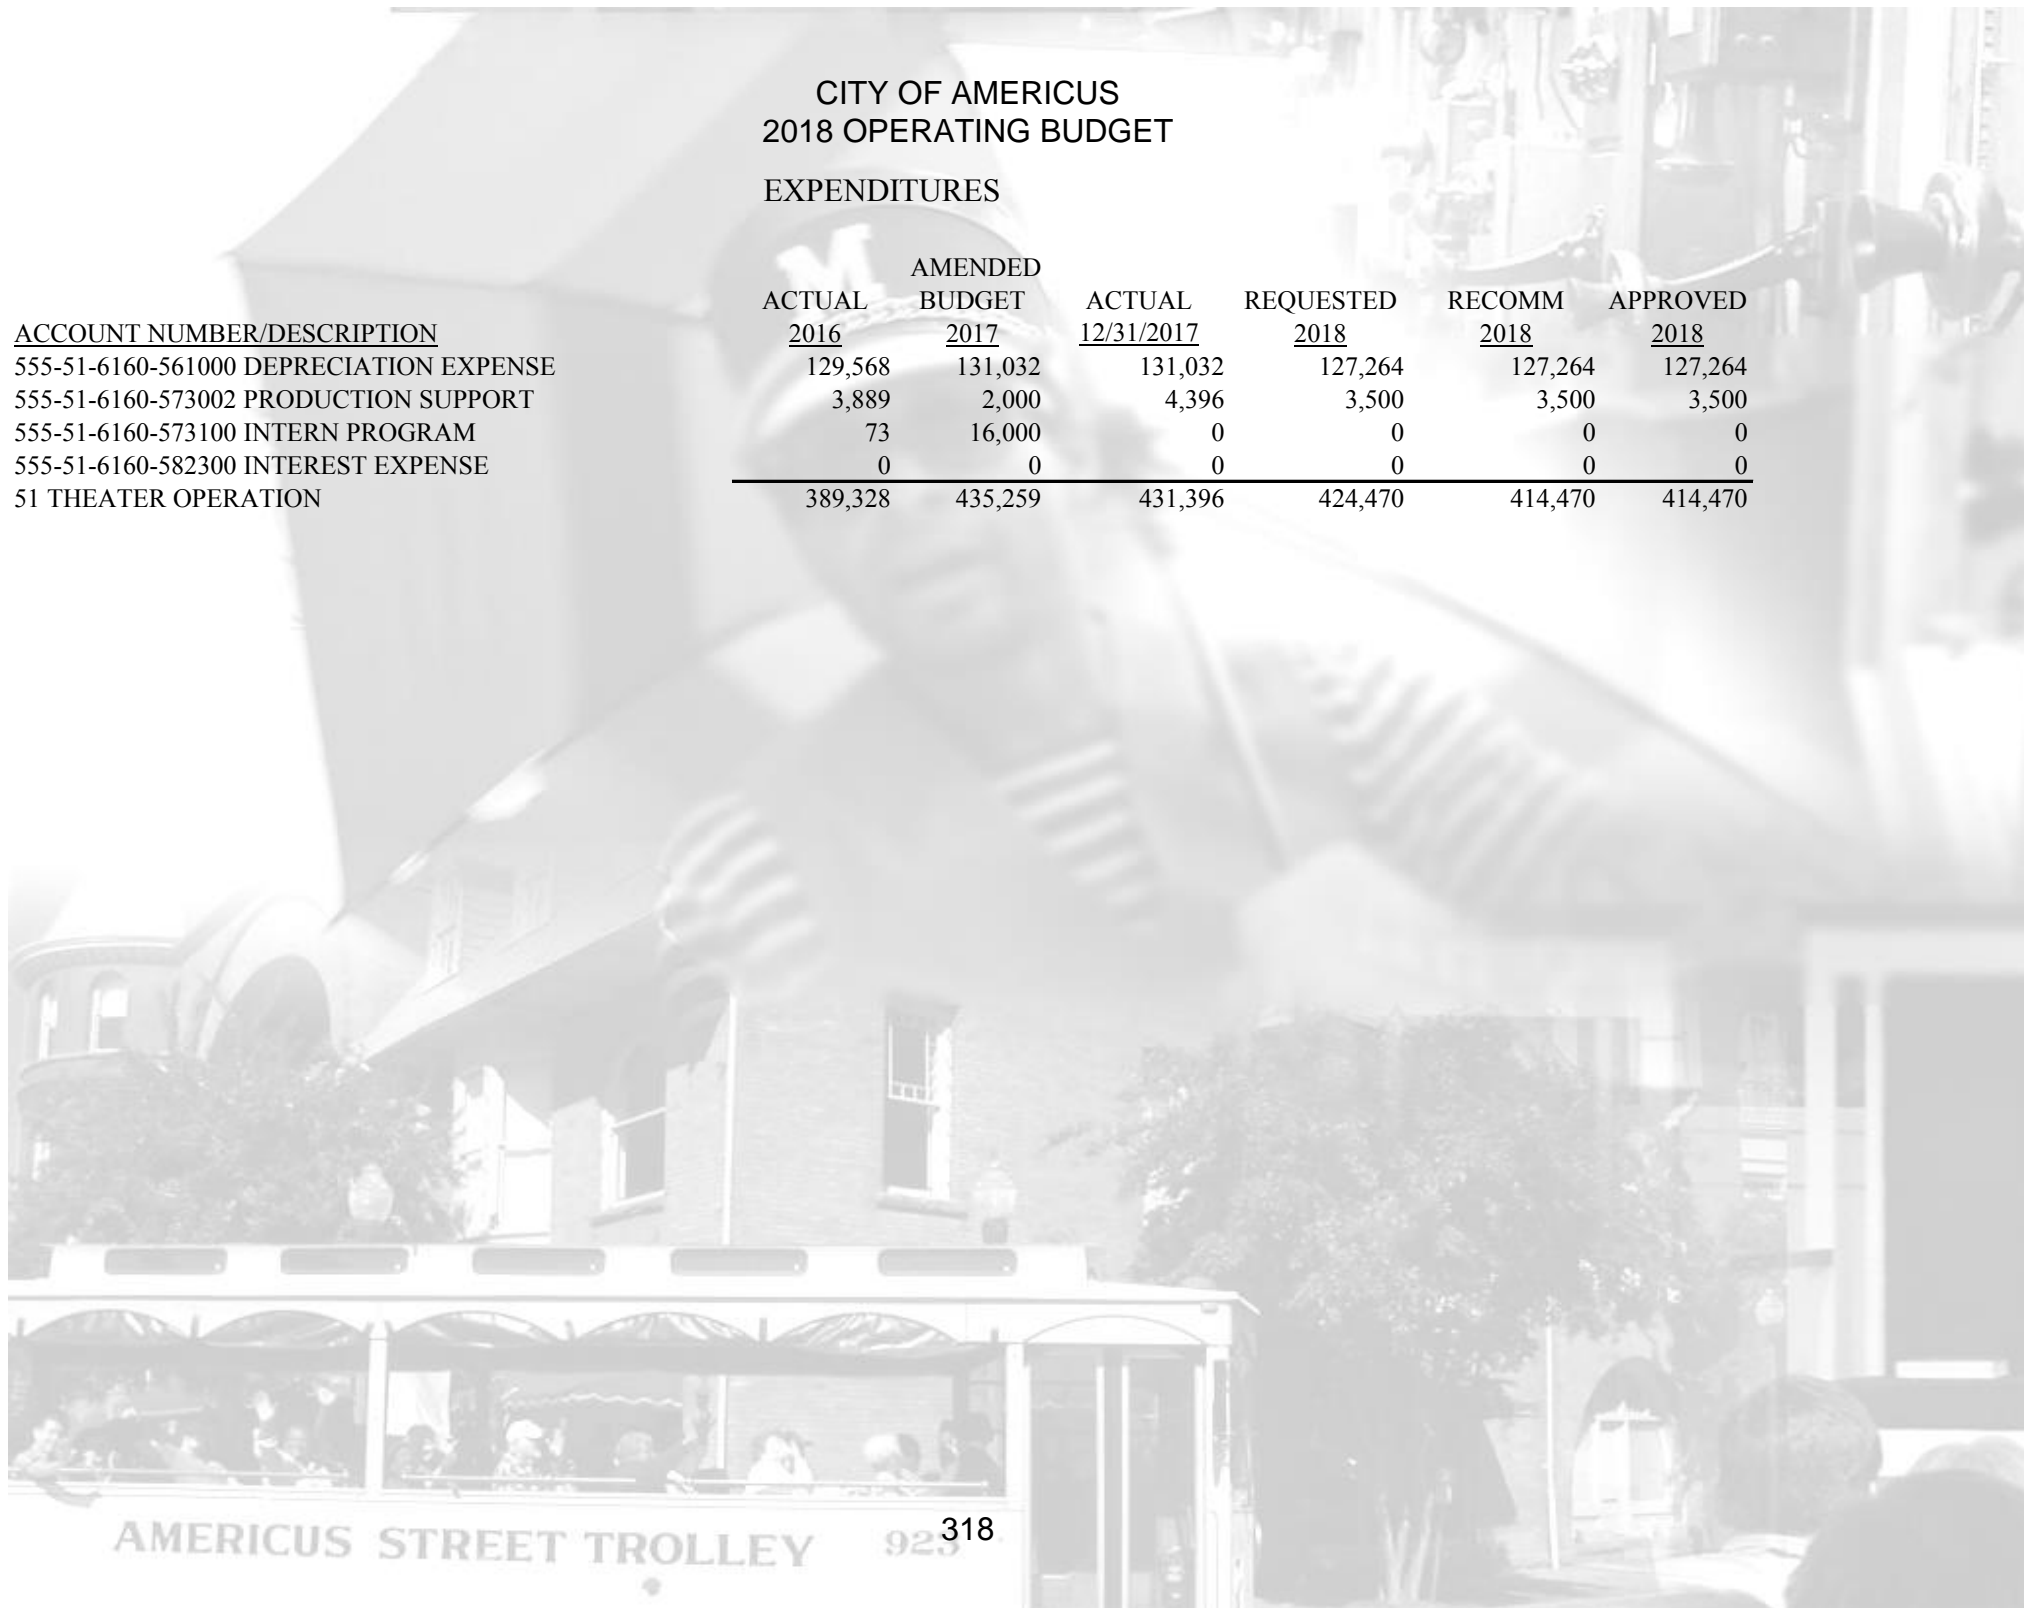 CITY OF AMERICUS
2018 OPERATING BUDGET
EXPENDITURES
AMENDED
ACTUAL BUDGET ACTUAL REQUESTED RECOMM APPROVED
ACCOUNT NUMBER/DESCRIPTION 2016 2017 12/31/2017 2018 2018 2018
555-51-6160-561000 DEPRECIATION EXPENSE 129,568 131,032 131,032 127,264 127,264 127,264
555-51-6160-573002 PRODUCTION SUPPORT 3,889 2,000 4,396 3,500 3,500 3,500
555-51-6160-573100 INTERN PROGRAM 73 16,000 0 0 0 0
555-51-6160-582300 INTEREST EXPENSE 0 0 0 0 0 0
51 THEATER OPERATION 389,328 435,259 431,396 424,470 414,470 414,470
M
AMERICUS STREET TROLLEY 923
318